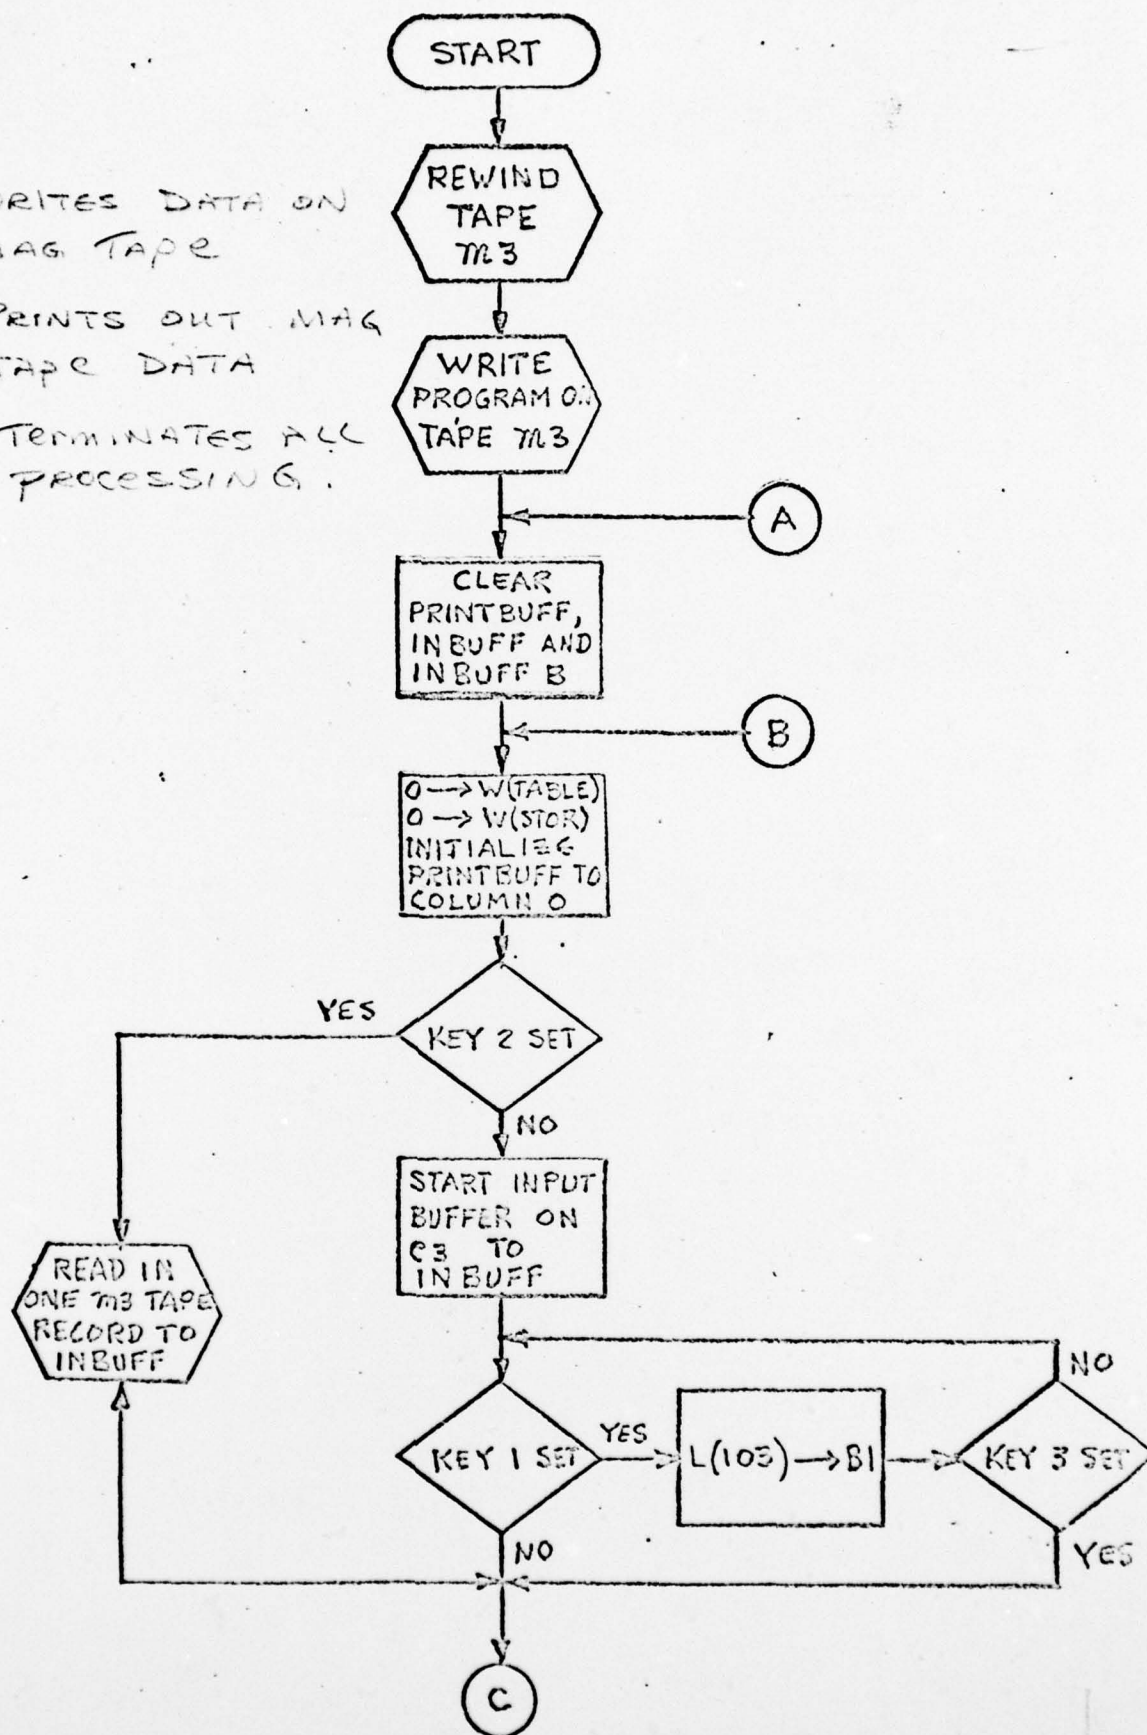 START
REWIND
TAPE
M3
RITES DATA ON
AG TAPE
PRINTS OUT MAG
TAPE DATA
TERMINATES ALL
PROCESSING.
WRITE
PROGRAM ON
TAPE M3
A
CLEAR
PRINTBUFF,
INBUFF AND
INBUFF B
B
0 → W(TABLE)
0 → W(STOR)
PRINTBUFF TO
COLUMN 0
KEY 2 SET
YES
NO
START INPUT
BUFFER ON
C3 TO
INBUFF
READ IN
ONE M3 TAPE
RECORD TO
INBUFF
KEY 1 SET
YES
L(103) → B1
KEY 3 SET
NO
NO
YES
C